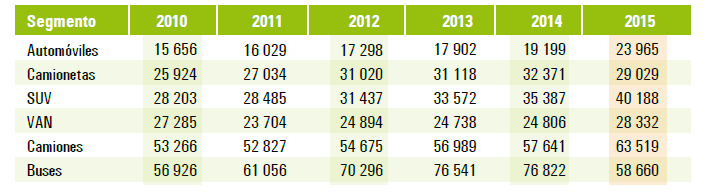 Segmento 2010 2011 2012 2013 2014 2015
Automóviles 15 656 16 029 17 298 17 902 19 199 23 965
Camionetas 25 924 27 034 31 020 31 118 32 371 29 029
SUV 28 203 28 485 31 437 33 572 35 387 40 188
VAN 27 285 23 704 24 894 24 738 24 806 28 332
Camiones 53 266 52 827 54 675 56 989 57 641 63 519
Buses 56 926 61 056 70 296 76 541 76 822 58 660